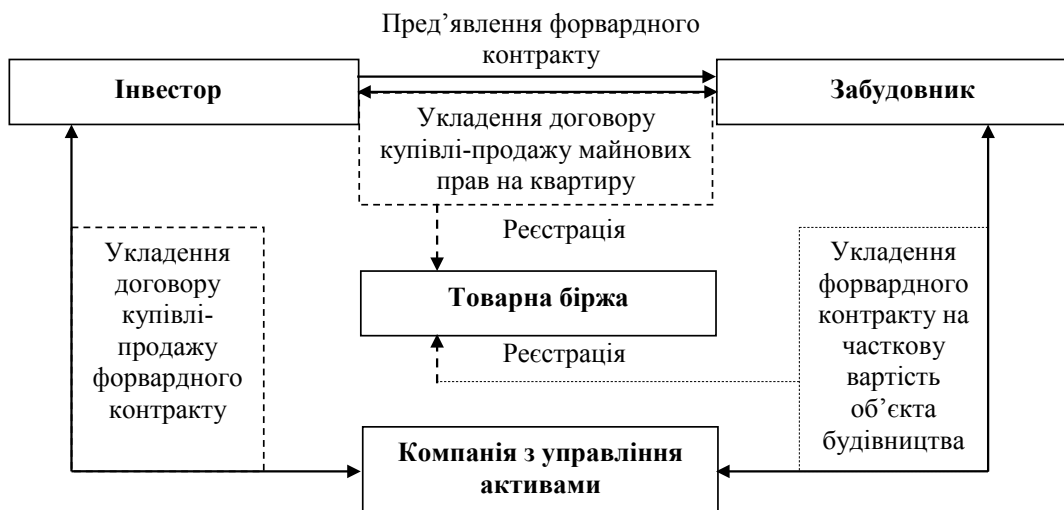 Пред’явлення форвардного
контракту
Інвестор
Забудовник
Укладення договору
купівлі-продажу майнових
прав на квартиру
Реєстрація
Укладення
договору
купівлі-
продажу
форвардного
контракту
Товарна біржа
Реєстрація
Укладення
форвардного
контракту на
часткову
вартість
об’єкта
будівництва
Компанія з управління
активами